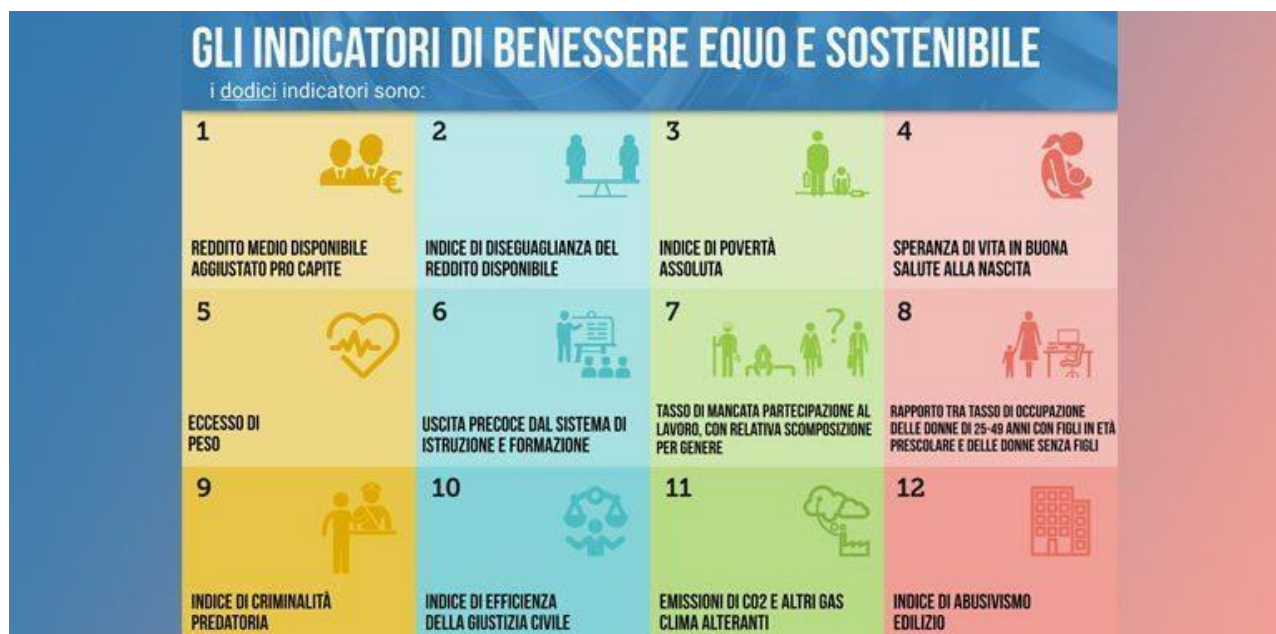 GLI INDICATORI DI BENESSERE EQUO E SOSTENIBILE
i dodici indicatori sono:
1
REDDITO MEDIO DISPONIBILE
AGGIUSTATO PRO CAPITE
2
INDICE DI DISEGUAGLIANZA DEL
REDDITO DISPONIBILE
3
INDICE DI POVERTÀ
ASSOLUTA
4
SPERANZA DI VITA IN BUONA
SALUTE ALLA NASCITA
5
ECCESSO DI
PESO
6
USCITA PRECOCE DAL SISTEMA DI
ISTRUZIONE E FORMAZIONE
7
?
TASSO DI MANCATA PARTECIPAZIONE AL
LAVORO, CON RELATIVA SCOMPOSIZIONE
PER GENERE
8
RAPPORTO TRA TASSO DI OCCUPAZIONE
DELLE DONNE DI 25-49 ANNI CON FIGLI IN ETÀ
PRESCOLARE E DELLE DONNE SENZA FIGLI
9
INDICE DI CRIMINALITÀ
PREDATORIA
10
INDICE DI EFFICIENZA
DELLA GIUSTIZIA CIVILE
11
EMISSIONI DI CO2 E ALTRI GAS
CLIMA ALTERANTI
12
INDICE DI ABUSIVISMO
EDILIZIO